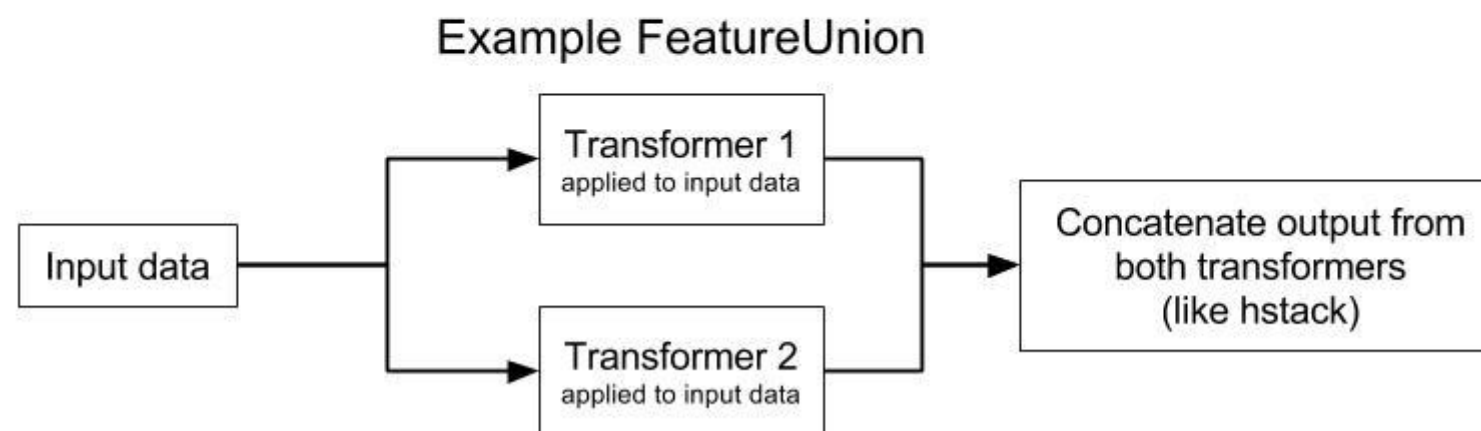 Example FeatureUnion
Transformer 1
applied to input data
Input data
Concatenate output from
both transformers
(like hstack)
Transformer 2
applied to input data